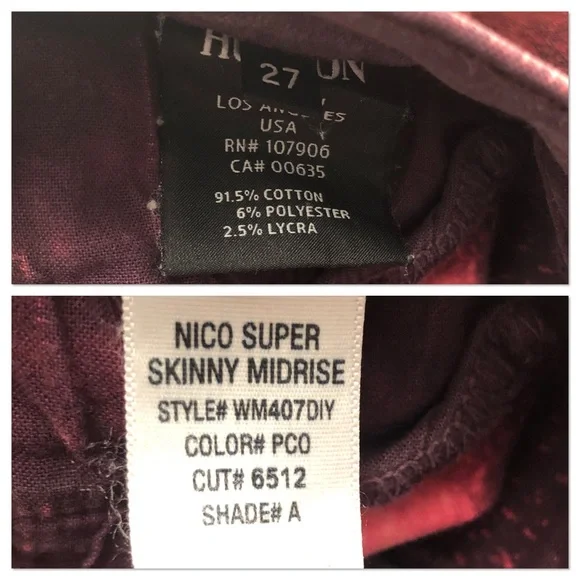 27
LOS
USA
RN# 107906
CA# 00635
91.5% COTTON
6% POLYESTER
2.5% LYCRA
NICO SUPER
SKINNY MIDRISE
STYLE# WM407DIY
COLOR# PCO
CUT# 6512
SHADE# A